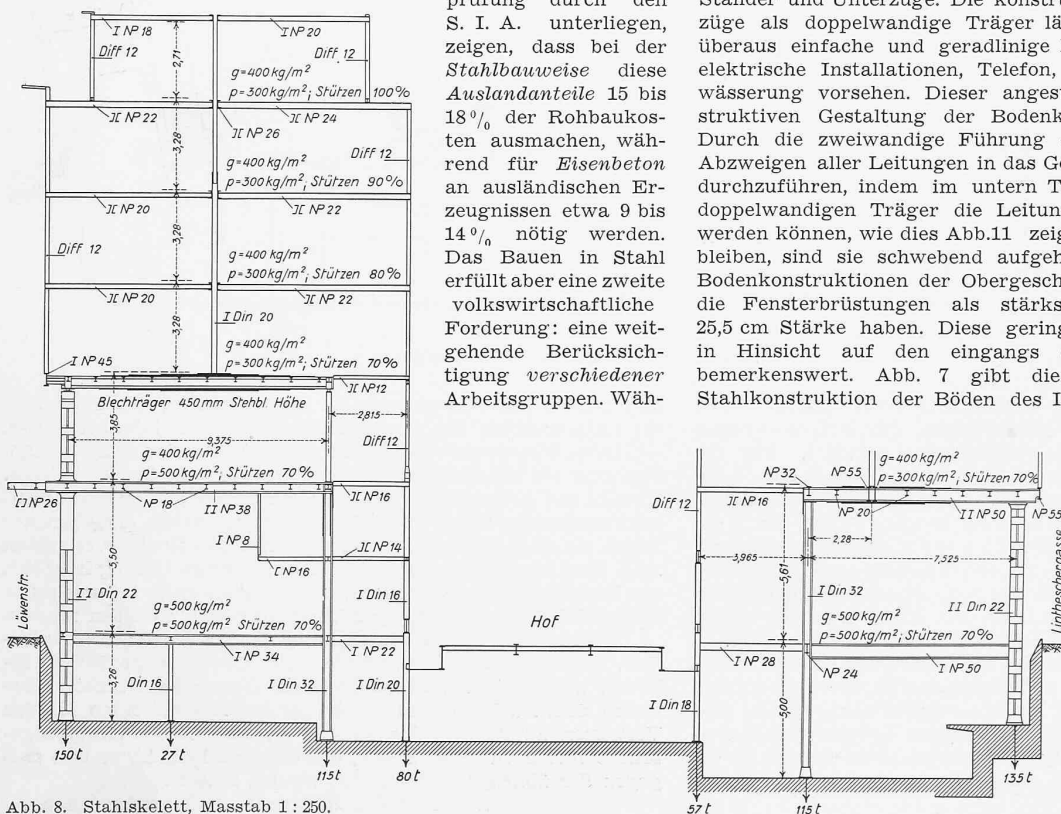 prüfung durch den
S. I. A. unterliegen,
zeigen, dass bei der
Stahlbauweise diese
Auslandanteile 15 bis
18 % der Rohbaukos-
ten ausmachen, wäh-
rend für Eisenbeton
an ausländischen Er-
zeugnissen etwa 9 bis
14 % nötig werden.
Das Bauen in Stahl
erfüllt aber eine zweite
volkswirtschaftliche
Forderung: eine weit-
gehende Berücksich-
tigung verschiedener
Arbeitsgruppen. Wäh-
Ständer und Unterzüge. Die konstru
züge als doppelwandige Träger lä
überaus einfache und geradlinige
elektrische Installationen, Telefon,
wässerung vorsehen. Dieser angest
struktiven Gestaltung der Bodenk
Durch die zweiwandige Führung
Abzweigen aller Leitungen in das Ge
durchzuführen, indem im untern T
doppelwandigen Träger die Leitun
werden können, wie dies Abb.11 zeig
bleiben, sind sie schwebend aufgeh
Bodenkonstruktionen der Obergesch
die Fensterbrüstungen als stärks
25,5 cm Stärke haben. Diese gering
in Hinsicht auf den eingangs
bemerkenswert. Abb. 7 gibt die
Stahlkonstruktion der Böden des I
I NP 18
I NP 20
Diff 12
2,71
Diff 12
g=400 kg/m²
p=300 kg/m²; Stützen 100%
][ NP 22
][ NP 24
][ NP 26
3,28
g=400 kg/m²
Diff 12
p=300 kg/m²; Stützen 90%
][ NP 20
][ NP 22
Diff 12
3,28
g=400 kg/m²
p=300 kg/m²; Stützen 80%
][ NP 20
][ NP 22
I Din 20
3,28
g=400 kg/m²
p=300 kg/m²; Stützen 70%
I NP 45
][ NP 12
Blechträger 450 mm Stehbl. Höhe
2,815
3,85
9,375
Diff 12
g=400 kg/m²
p=500 kg/m²; Stützen 70%
][ NP 26
NP 18
II NP 38
][ NP 16
I NP 8
][ NP 14
[ NP 16
5,50
Löwenstr.
II Din 22
I Din 16
g=500 kg/m²
p=500 kg/m² Stützen 70%
I NP 34
I NP 22
3,26
Din 16
I Din 32
I Din 20
150 t
27 t
115 t
80 t
Hof
NP 32
NP 55
g=400 kg/m²
p=300 kg/m²; Stützen 70%
Diff 12
][ NP 16
NP 20
II NP 50
NP 55
2,28
3,965
7,525
5,61
I Din 32
II Din 22
Lintheschergasse
g=500 kg/m²
p=500 kg/m²; Stützen 70%
I NP 28
NP 24
I NP 50
I Din 18
5,00
57 t
115 t
135 t
Abb. 8. Stahlskelett, Masstab 1 : 250.